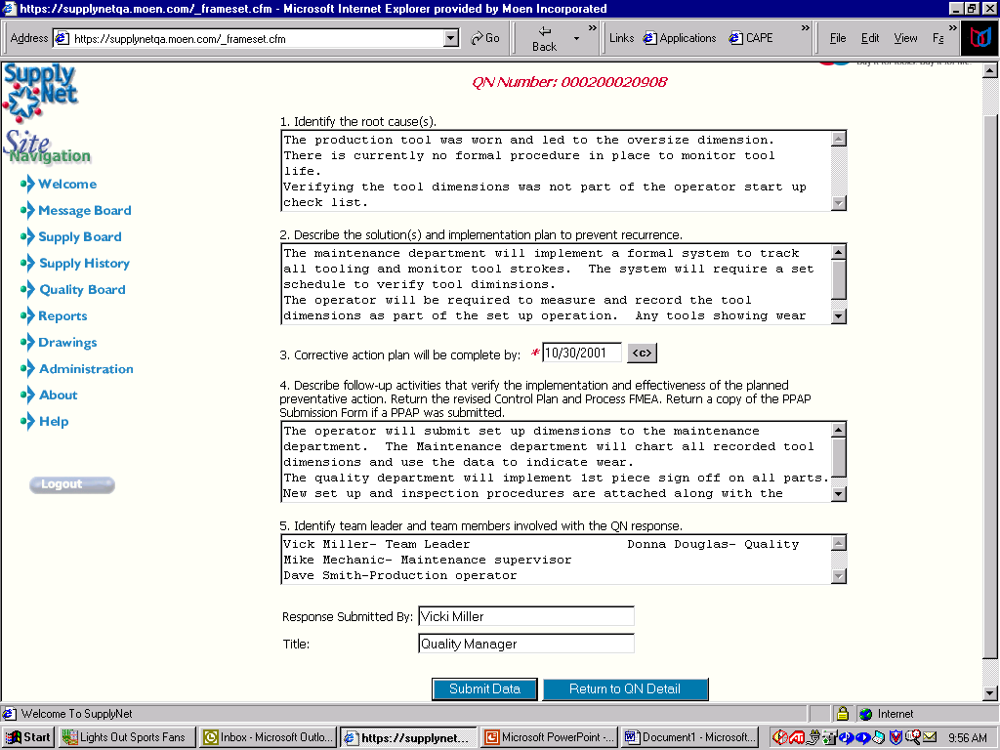 https://supplynetqa.moen.com/_frameset.cfm - Microsoft Internet Explorer provided by Moen Incorporated
Address https://supplynetqa.moen.com/_frameset.cfm Go Back » Links Applications CAPE » File Edit View Fa »
Supply Net
QN Number: 000200020908
Site Navigation
Welcome
Message Board
Supply Board
Supply History
Quality Board
Reports
Drawings
Administration
About
Help
Logout
1. Identify the root cause(s).
The production tool was worn and led to the oversize dimension.
There is currently no formal procedure in place to monitor tool
life.
Verifying the tool dimensions was not part of the operator start up
check list.
2. Describe the solution(s) and implementation plan to prevent recurrence.
The maintenance department will implement a formal system to track
all tooling and monitor tool strokes.  The system will require a set
schedule to verify tool diminsions.
The operator will be required to measure and record the tool
dimensions as part of the set up operation.  Any tools showing wear
3. Corrective action plan will be complete by: * 10/30/2001 <c>
4. Describe follow-up activities that verify the implementation and effectiveness of the planned
preventative action. Return the revised Control Plan and Process FMEA. Return a copy of the PPAP
Submission Form if a PPAP was submitted.
The operator will submit set up dimensions to the maintenance
department.  The Maintenance department will chart all recorded tool
dimensions and use the data to indicate wear.
The quality department will implement 1st piece sign off on all parts.
New set up and inspection procedures are attached along with the
5. Identify team leader and team members involved with the QN response.
Vick Miller- Team Leader Donna Douglas- Quality
Mike Mechanic- Maintenance supervisor
Dave Smith-Production operator
Response Submitted By: Vicki Miller
Title: Quality Manager
Submit Data Return to QN Detail
Welcome To SupplyNet Internet
Start Lights Out Sports Fans Inbox - Microsoft Outlo... https://supplynet... Microsoft PowerPoint -... Document1 - Microsoft... 9:56 AM